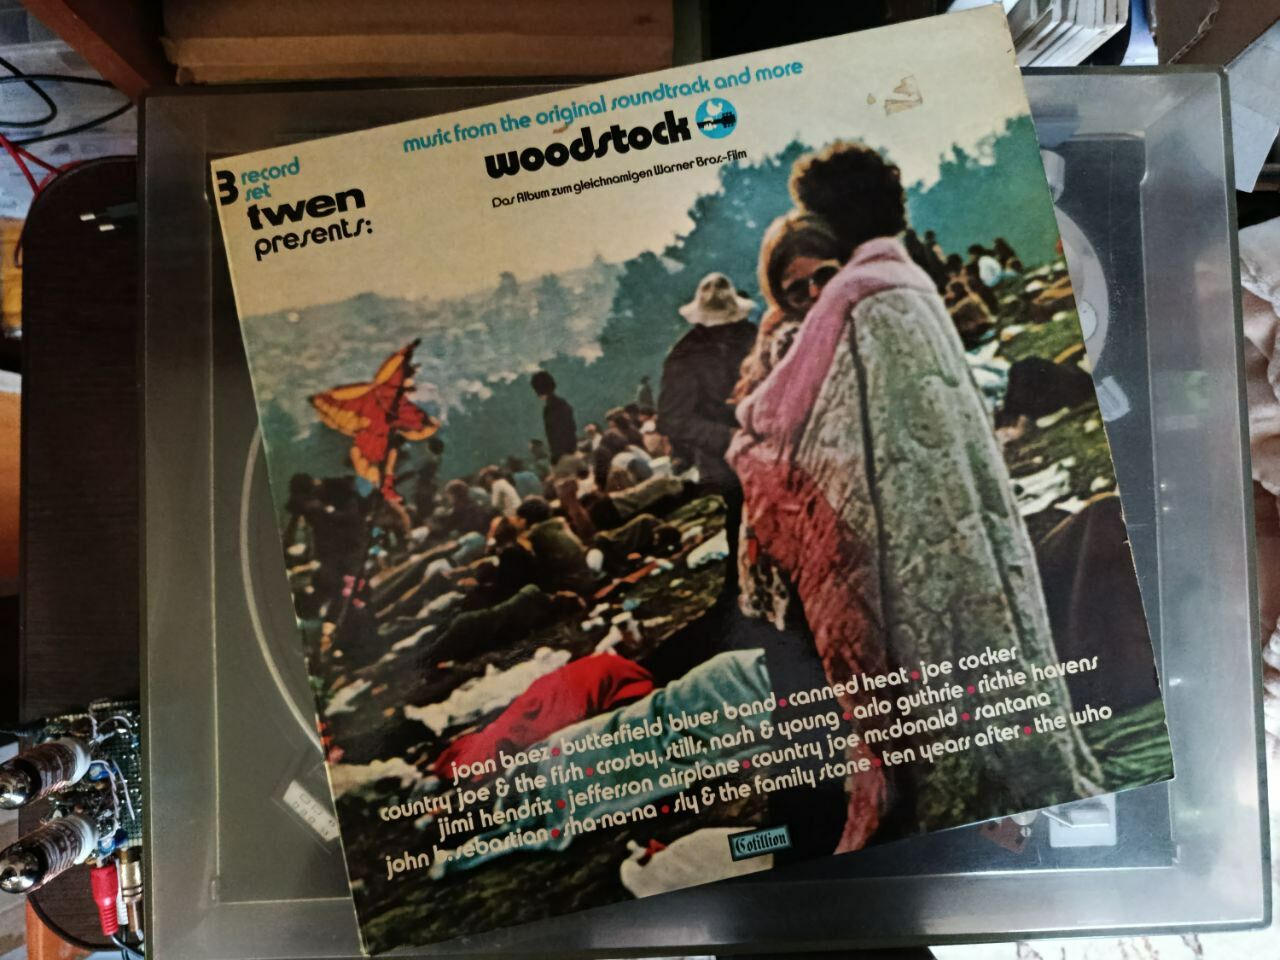 music from the original soundtrack and more
woodstock
Das Album zum gleichnamigen Warner Bros.-Film
3 record
set
twen
presents:
joan baez • butterfield blues band • canned heat • joe cocker
country joe & the fish • crosby, stills, nash & young • arlo guthrie • richie havens
jimi hendrix • jefferson airplane • country joe mcdonald • santana
john b. sebastian • sha-na-na • sly & the family stone • ten years after • the who
Cotillion